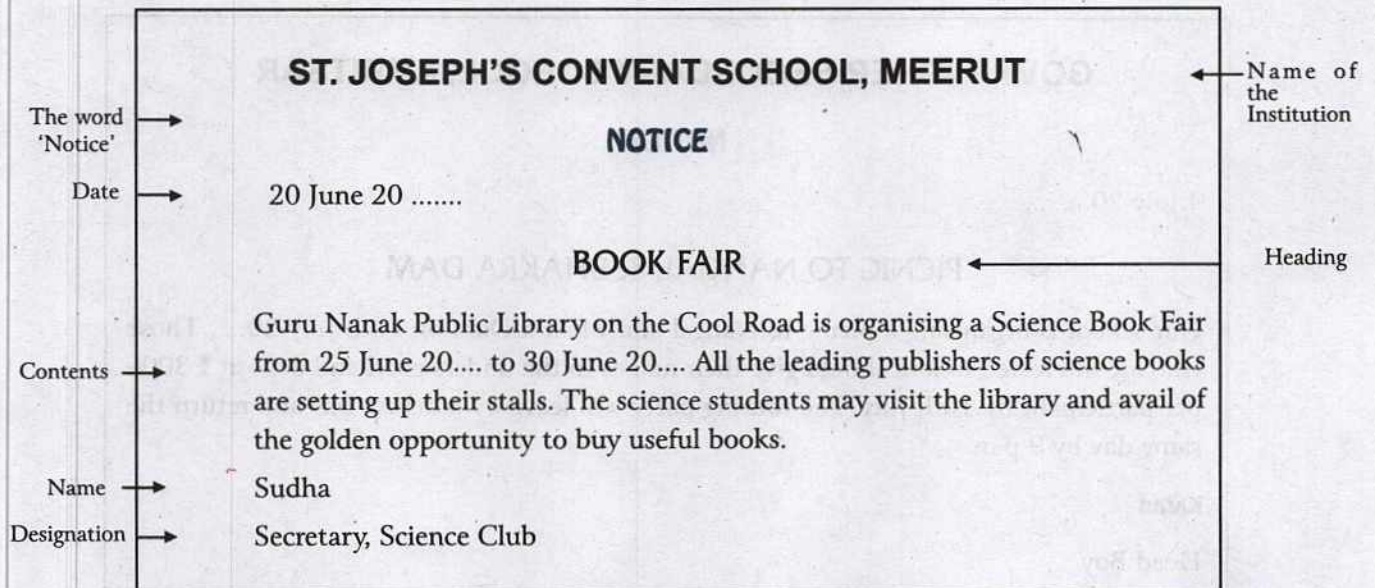 ST. JOSEPH'S CONVENT SCHOOL, MEERUT
Name of
the
Institution
The word
'Notice'
NOTICE
Date
20 June 20 .......
BOOK FAIR
Heading
Contents
Guru Nanak Public Library on the Cool Road is organising a Science Book Fair
from 25 June 20.... to 30 June 20.... All the leading publishers of science books
are setting up their stalls. The science students may visit the library and avail of
the golden opportunity to buy useful books.
Name
Sudha
Designation
Secretary, Science Club